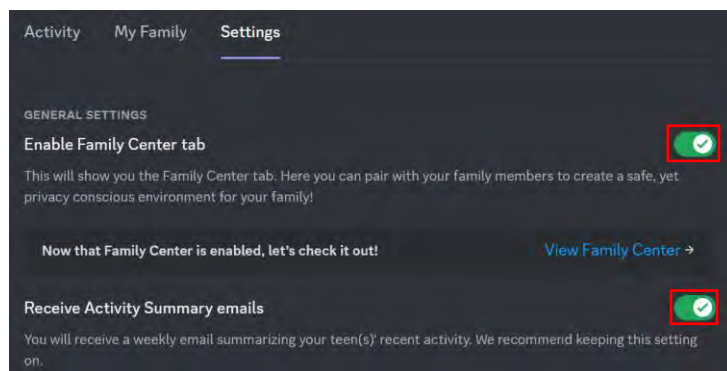 Activity My Family Settings
GENERAL SETTINGS
Enable Family Center tab
This will show you the Family Center tab. Here you can pair with your family members to create a safe, yet
privacy conscious environment for your family!
Now that Family Center is enabled, let's check it out! View Family Center →
Receive Activity Summary emails
You will receive a weekly email summarizing your teen(s)' recent activity. We recommend keeping this setting
on.